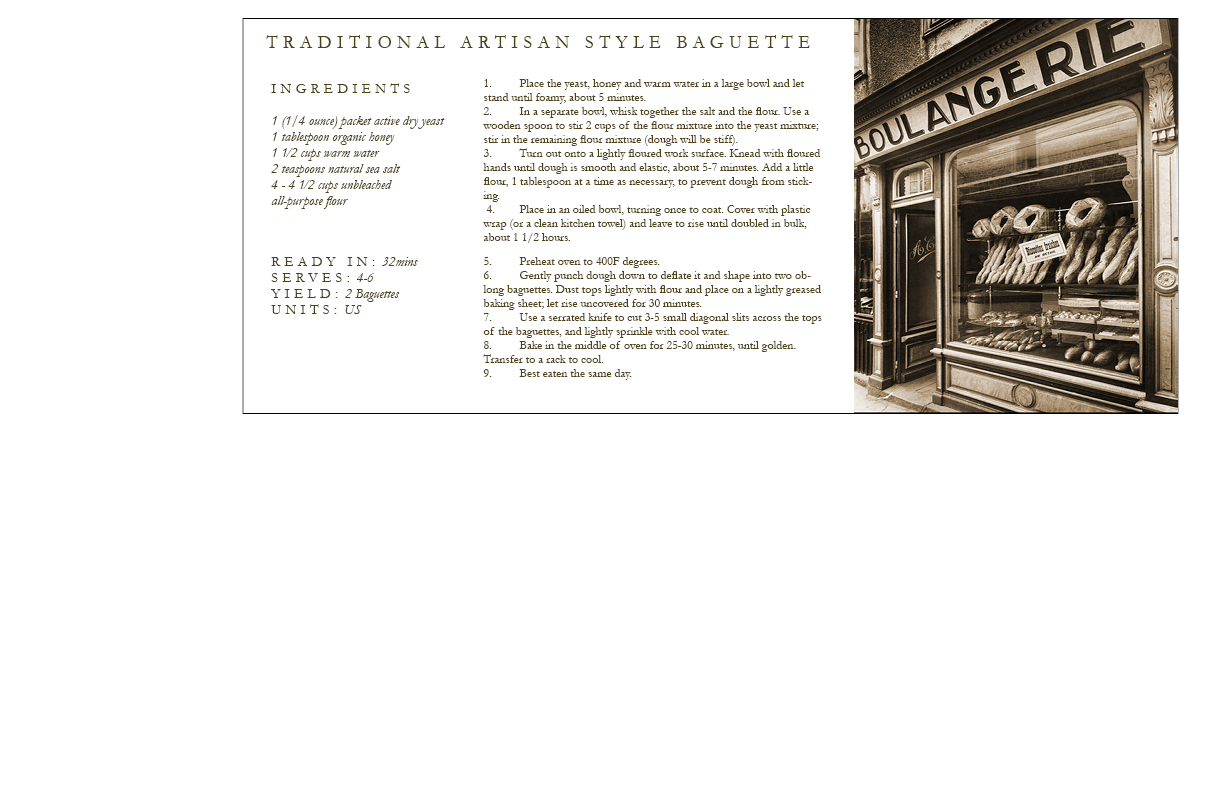 TRADITIONAL ARTISAN STYLE BAGUETTE
INGREDIENTS
1 (1/4 ounce) packet active dry yeast
1 tablespoon organic honey
1 1/2 cups warm water
2 teaspoons natural sea salt
4 - 4 1/2 cups unbleached
all-purpose flour
READY IN: 32mins
SERVES: 4-6
YIELD: 2 Baguettes
UNITS: US
1. Place the yeast, honey and warm water in a large bowl and let
stand until foamy, about 5 minutes.
2. In a separate bowl, whisk together the salt and the flour. Use a
wooden spoon to stir 2 cups of the flour mixture into the yeast mixture;
stir in the remaining flour mixture (dough will be stiff).
3. Turn out onto a lightly floured work surface. Knead with floured
hands until dough is smooth and elastic, about 5-7 minutes. Add a little
flour, 1 tablespoon at a time as necessary, to prevent dough from stick-
ing.
4. Place in an oiled bowl, turning once to coat. Cover with plastic
wrap (or a clean kitchen towel) and leave to rise until doubled in bulk,
about 1 1/2 hours.
5. Preheat oven to 400F degrees.
6. Gently punch dough down to deflate it and shape into two ob-
long baguettes. Dust tops lightly with flour and place on a lightly greased
baking sheet; let rise uncovered for 30 minutes.
7. Use a serrated knife to cut 3-5 small diagonal slits across the tops
of the baguettes, and lightly sprinkle with cool water.
8. Bake in the middle of oven for 25-30 minutes, until golden.
Transfer to a rack to cool.
9. Best eaten the same day.
BOULANGERIE